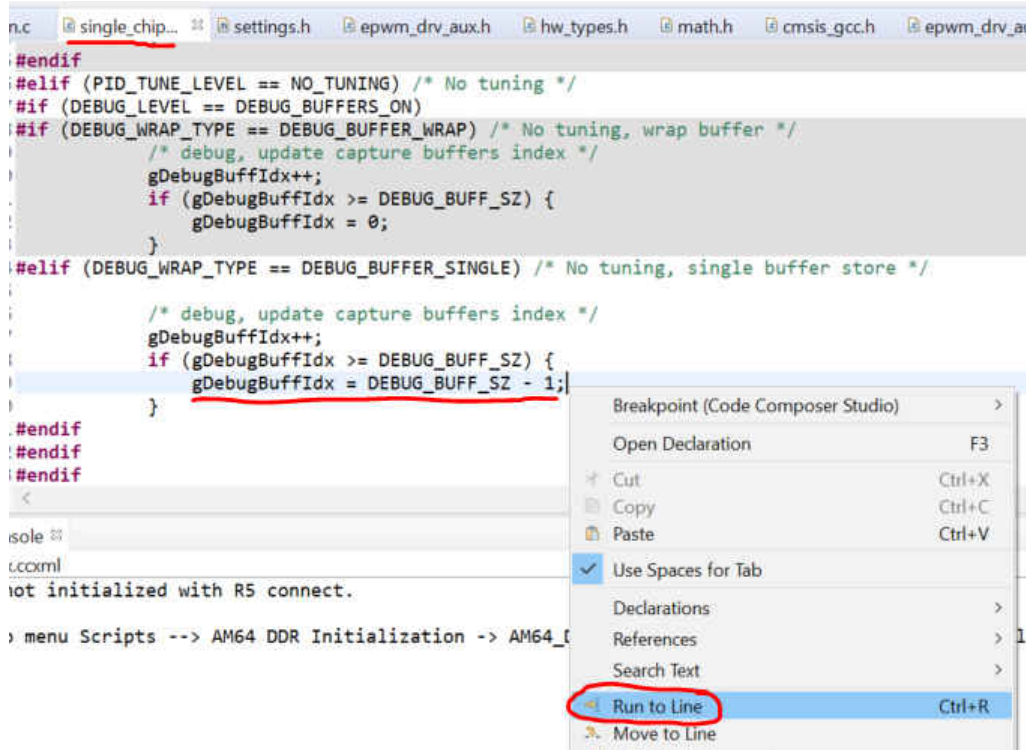 n.c single_chip... settings.h epwm_drv_aux.h hw_types.h math.h cmsis_gcc.h epwm_drv_au
#endif
#elif (PID_TUNE_LEVEL == NO_TUNING) /* No tuning */
#if (DEBUG_LEVEL == DEBUG_BUFFERS_ON)
#if (DEBUG_WRAP_TYPE == DEBUG_BUFFER_WRAP) /* No tuning, wrap buffer */
/* debug, update capture buffers index */
gDebugBuffIdx++;
if (gDebugBuffIdx >= DEBUG_BUFF_SZ) {
gDebugBuffIdx = 0;
}
#elif (DEBUG_WRAP_TYPE == DEBUG_BUFFER_SINGLE) /* No tuning, single buffer store */
/* debug, update capture buffers index */
gDebugBuffIdx++;
if (gDebugBuffIdx >= DEBUG_BUFF_SZ) {
gDebugBuffIdx = DEBUG_BUFF_SZ - 1;
}
#endif
#endif
#endif
Breakpoint (Code Composer Studio) >
Open Declaration F3
Cut Ctrl+X
Copy Ctrl+C
Paste Ctrl+V
Use Spaces for Tab
Declarations >
References >
Search Text >
Run to Line Ctrl+R
Move to Line
nsole
x.ccxml
not initialized with R5 connect.
o menu Scripts --> AM64 DDR Initialization -> AM64_D